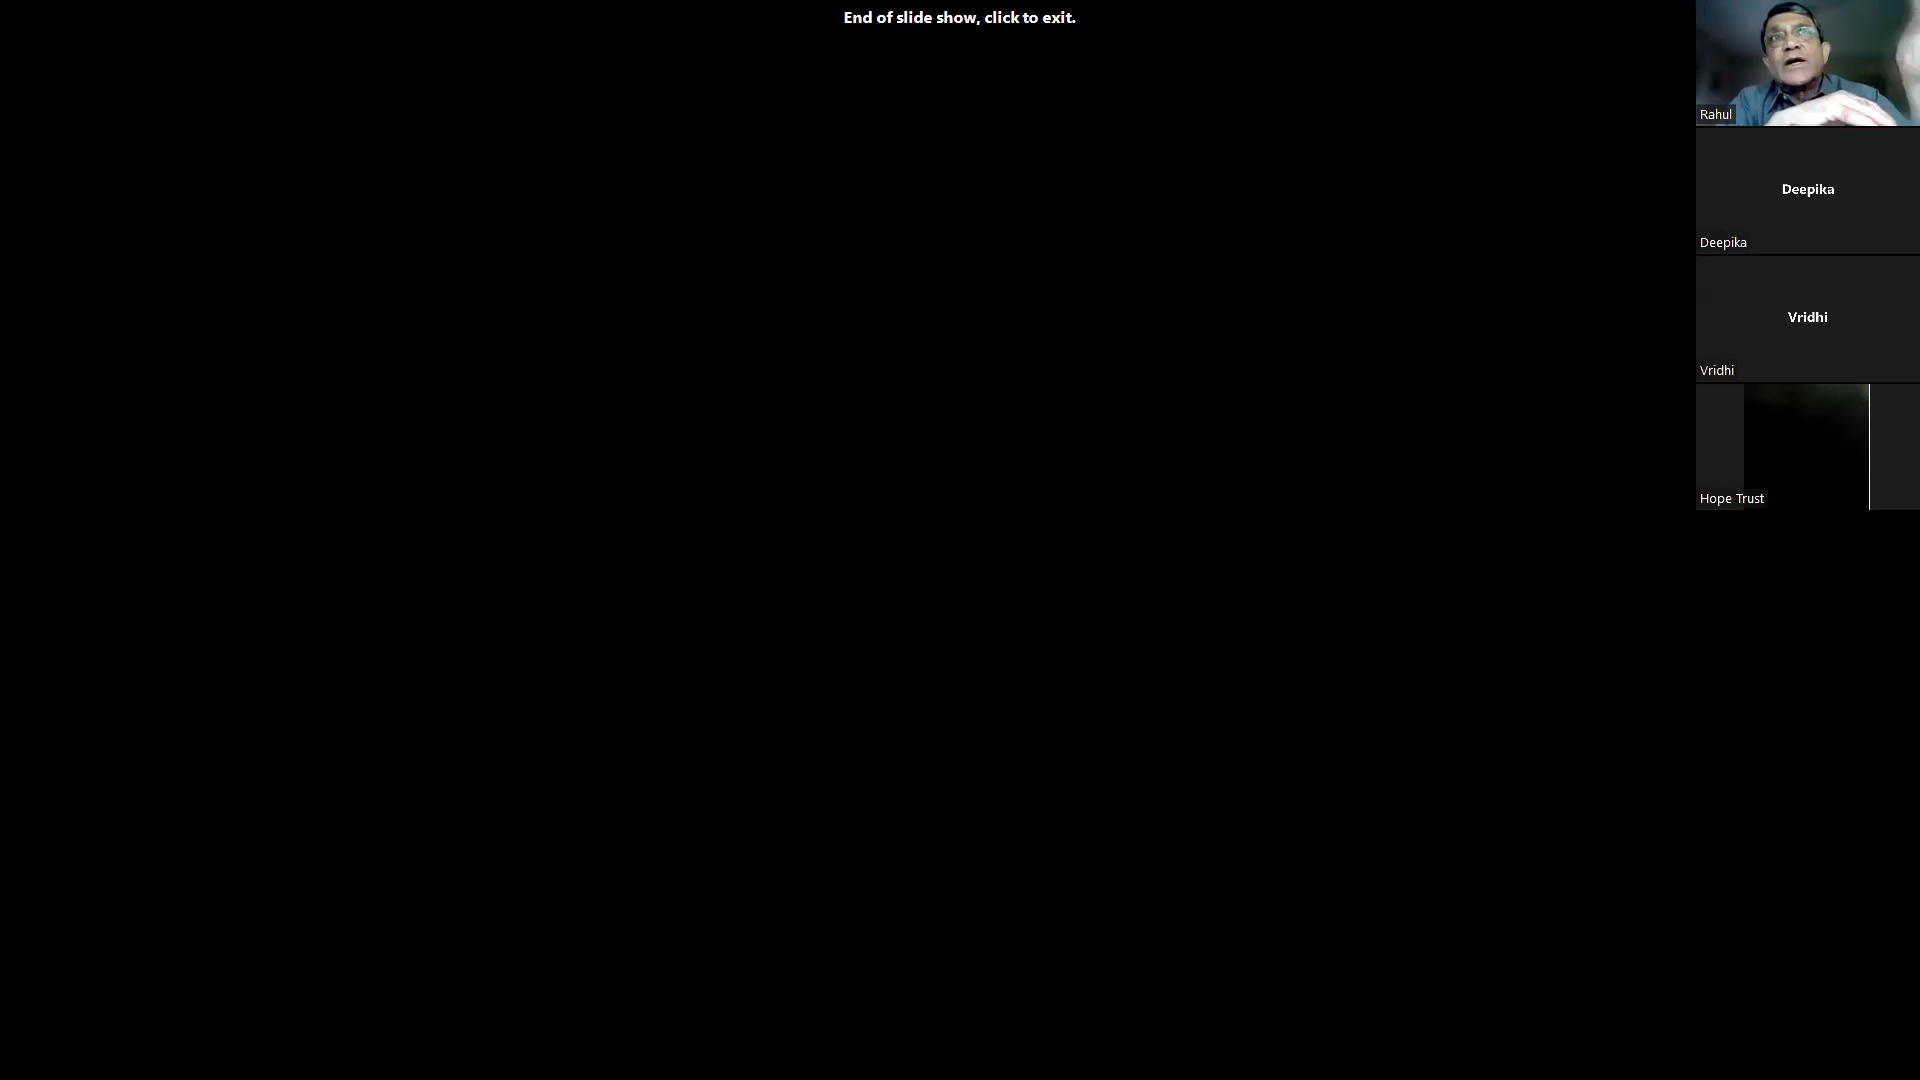 End of slide show, click to exit.
Rahul
Deepika
Deepika
Vridhi
Vridhi
Hope Trust